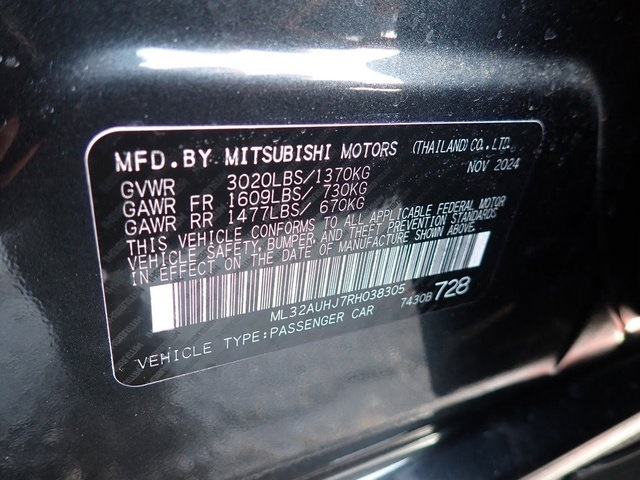 MFD.BY MITSUBISHI MOTORS (THAILAND) CO., LTD.
NOV 2024
GVWR 3020LBS/1370KG
GAWR FR 1609LBS/ 730KG
GAWR RR 1477LBS/ 670KG
THIS VEHICLE CONFORMS TO ALL APPLICABLE FEDERAL MOTOR
VEHICLE SAFETY, BUMPER, AND THEFT PREVENTION STANDARDS
IN EFFECT ON THE DATE OF MANUFACTURE SHOWN ABOVE.
ML32AUHJ7RH038305
7430B 728
VEHICLE TYPE:PASSENGER CAR